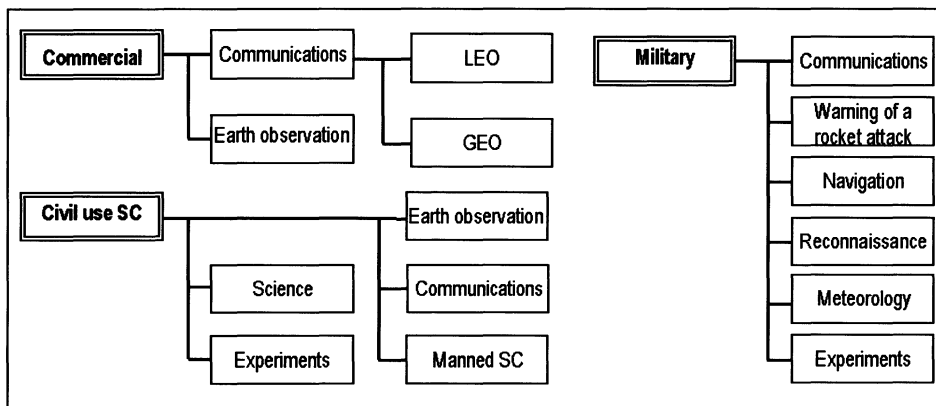 Commercial
Communications
LEO
Earth observation
GEO
Civil use SC
Earth observation
Science
Communications
Experiments
Manned SC
Military
Communications
Warning of a
rocket attack
Navigation
Reconnaissance
Meteorology
Experiments